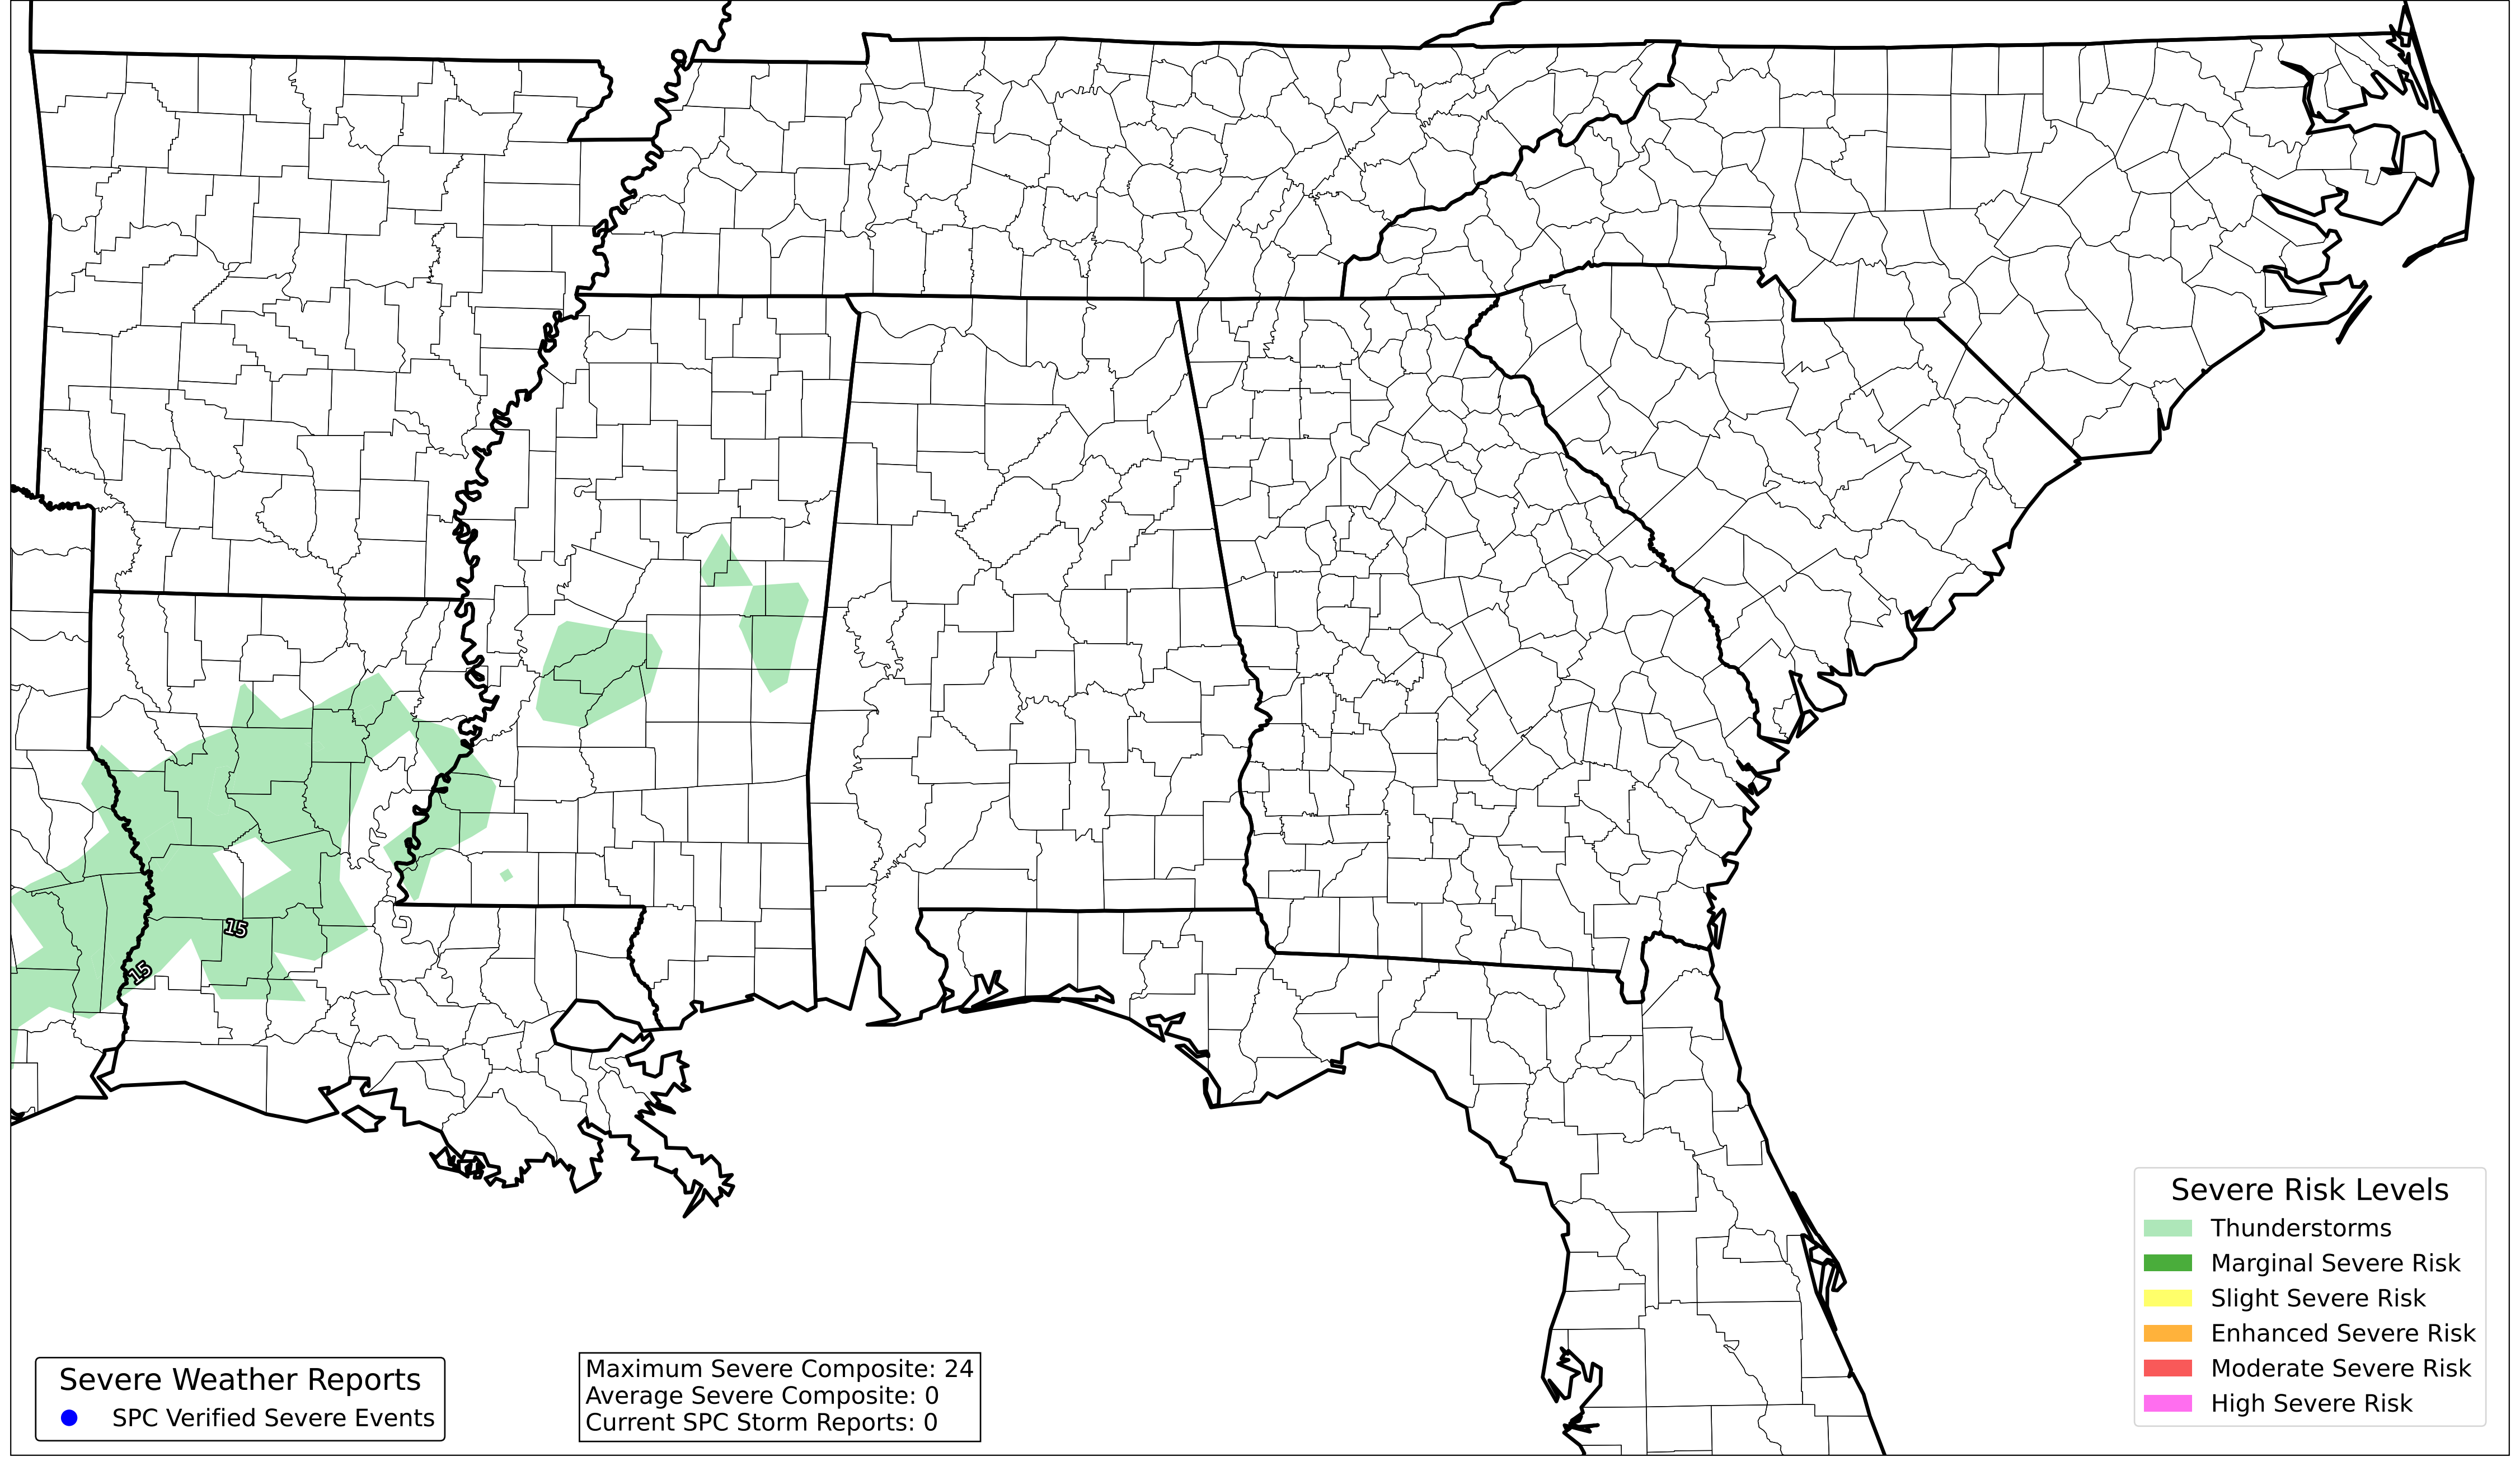 15
15
Severe Weather Reports
SPC Verified Severe Events
Maximum Severe Composite: 24
Average Severe Composite: 0
Current SPC Storm Reports: 0
Severe Risk Levels
Thunderstorms
Marginal Severe Risk
Slight Severe Risk
Enhanced Severe Risk
Moderate Severe Risk
High Severe Risk